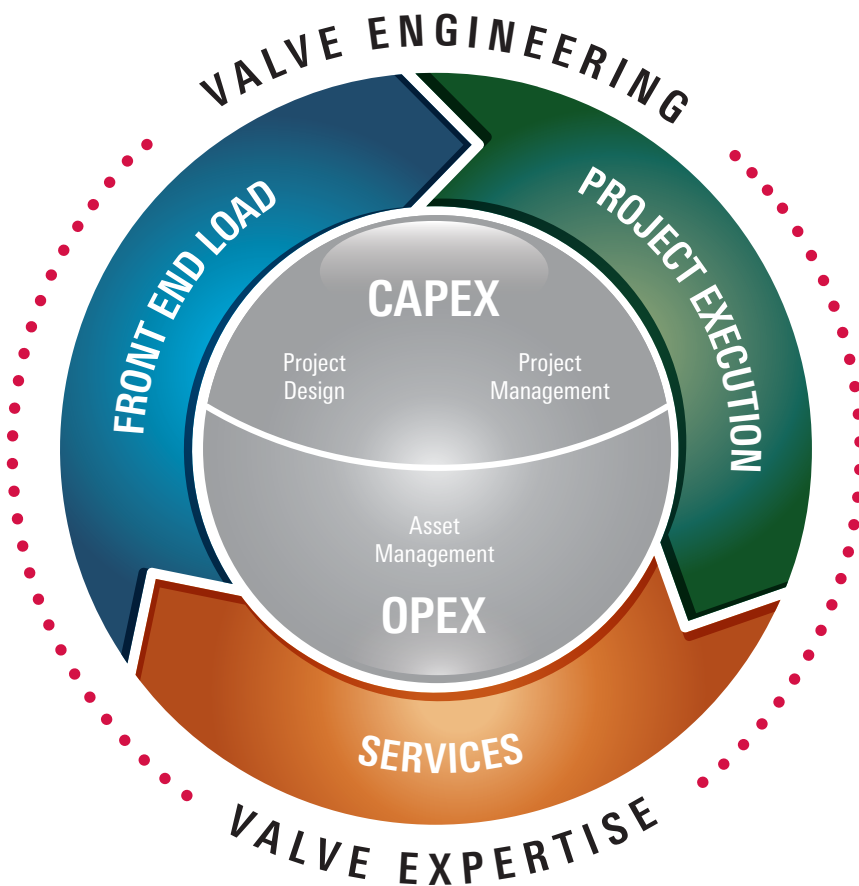 VALVE ENGINEERING
FRONT END LOAD
PROJECT EXECUTION
CAPEX
Project
Design
Project
Management
Asset
Management
OPEX
SERVICES
VALVE EXPERTISE